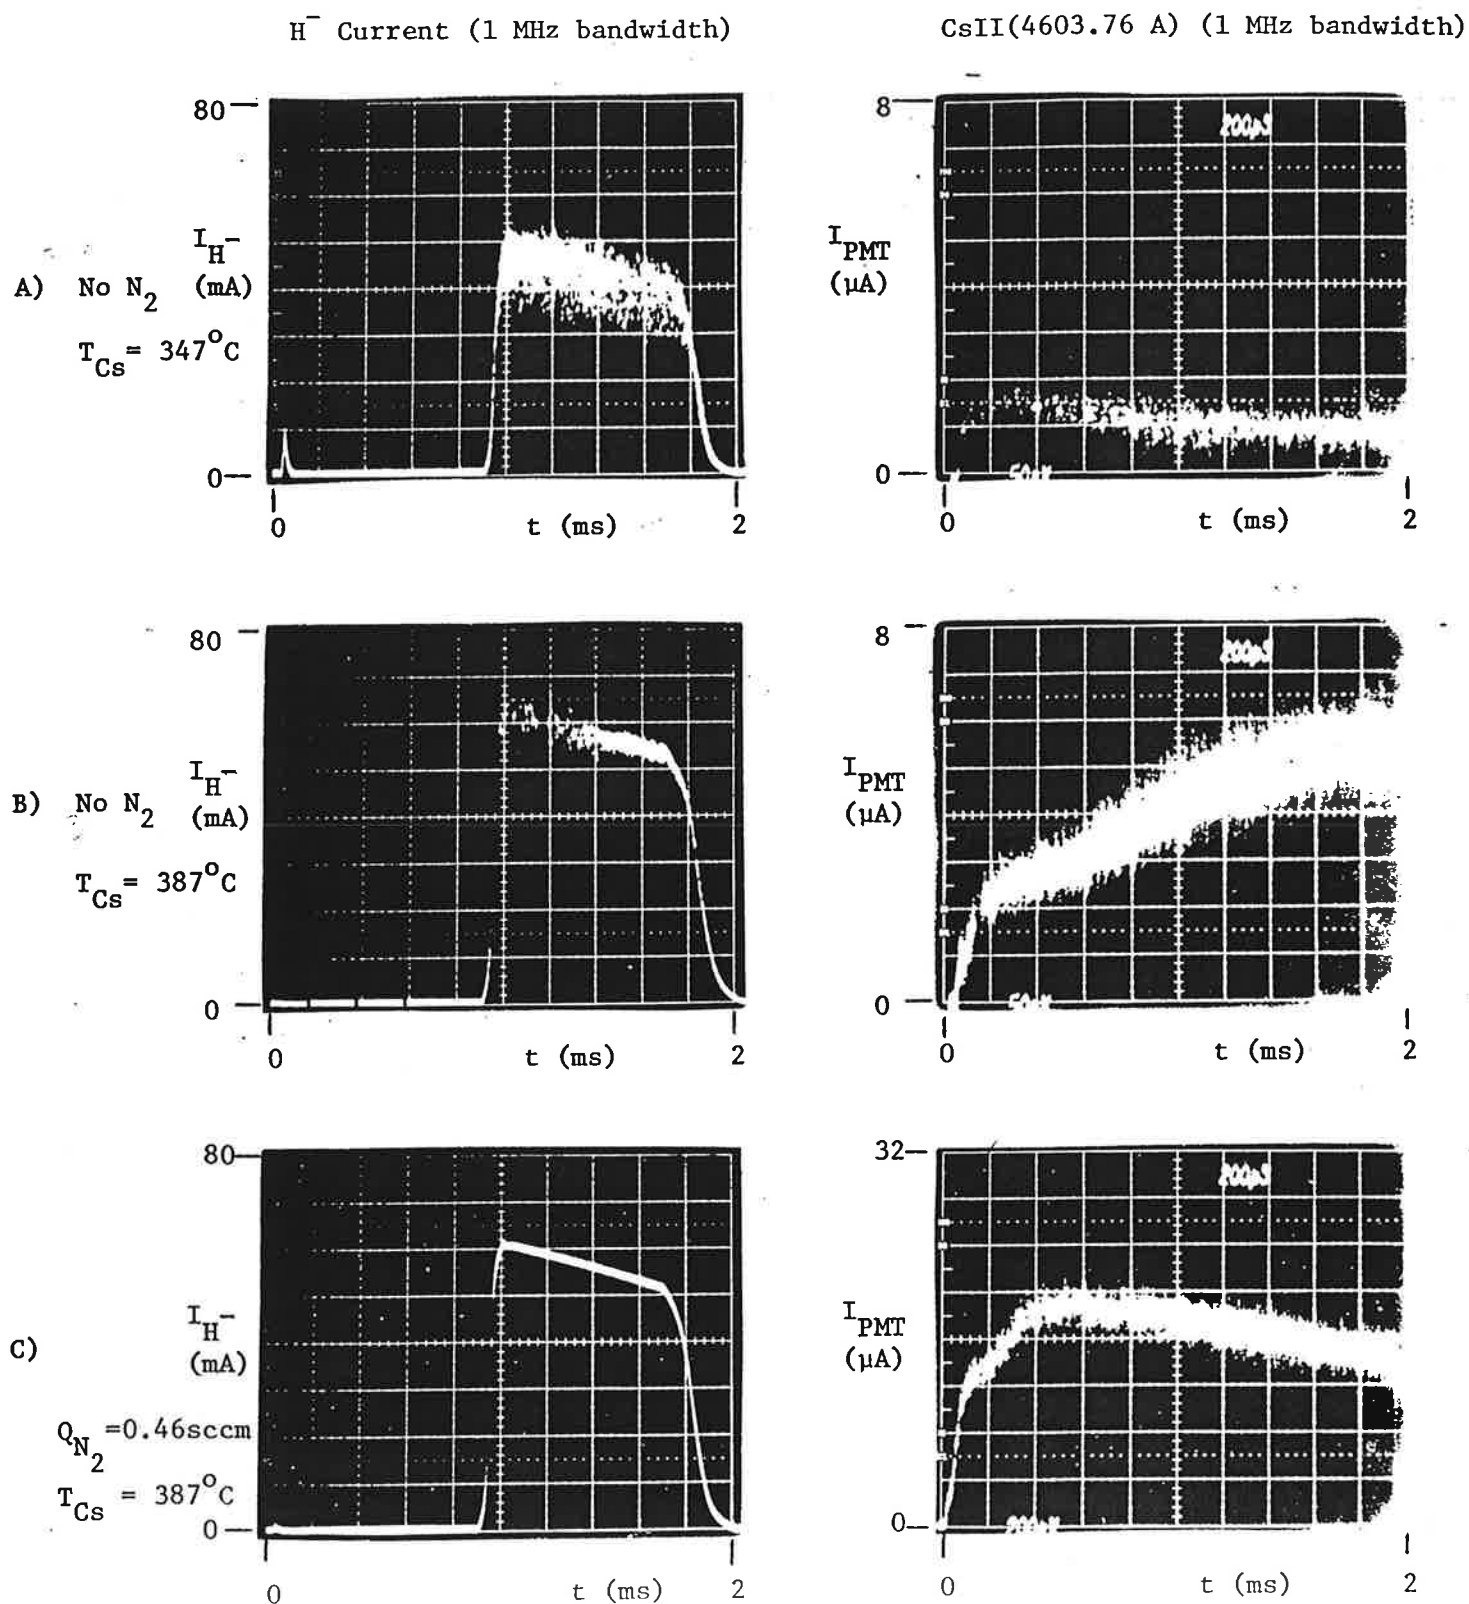 H⁻ Current (1 MHz bandwidth)
CsII(4603.76 A) (1 MHz bandwidth)
A) No N₂
T_Cs = 347°C
I_H⁻
(mA)
80
0
0
t (ms)
2
I_PMT
(μA)
8
0
200μS
0
t (ms)
2
B) No N₂
T_Cs = 387°C
I_H⁻
(mA)
80
0
0
t (ms)
2
I_PMT
(μA)
8
0
200μS
0
t (ms)
2
C)
Q_N₂ =0.46sccm
T_Cs = 387°C
I_H⁻
(mA)
80
0
0
t (ms)
2
I_PMT
(μA)
32
0
200μS
0
t (ms)
2